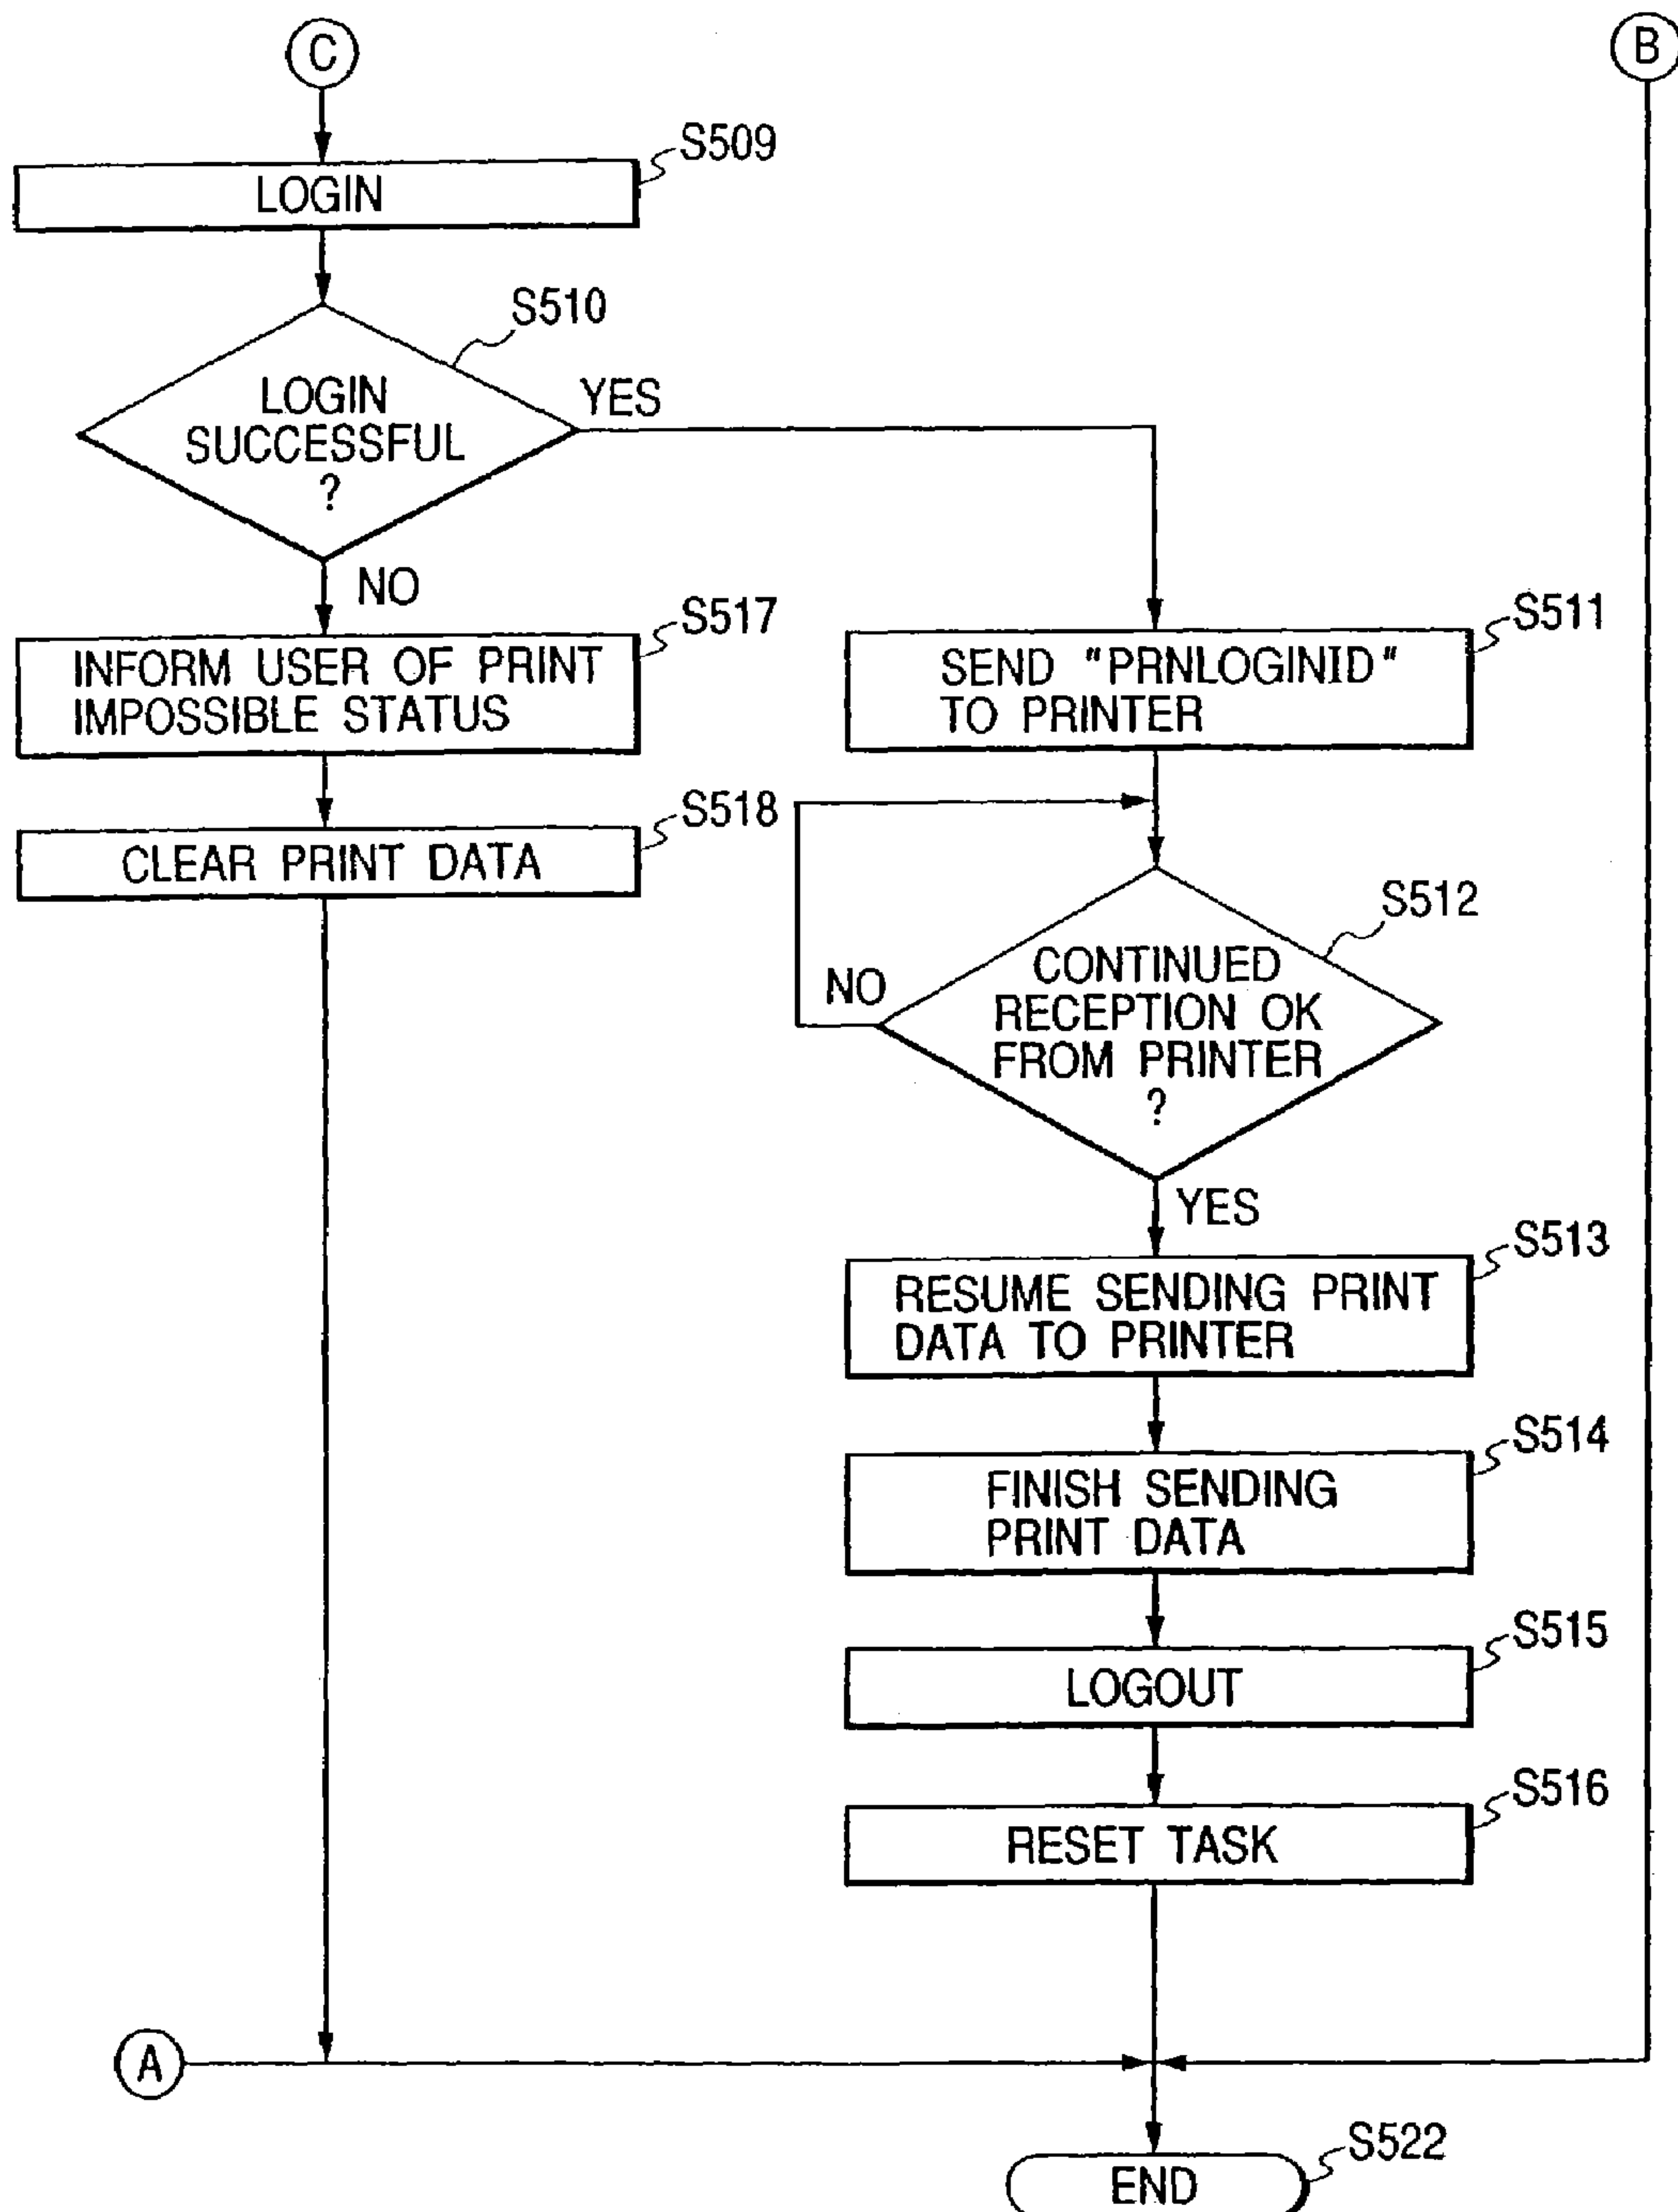 C
B
S509
LOGIN
S510
LOGIN
SUCCESSFUL
?
YES
NO
S517
INFORM USER OF PRINT
IMPOSSIBLE STATUS
S511
SEND "PRNLOGINID"
TO PRINTER
S518
CLEAR PRINT DATA
S512
CONTINUED
RECEPTION OK
FROM PRINTER
?
NO
YES
S513
RESUME SENDING PRINT
DATA TO PRINTER
S514
FINISH SENDING
PRINT DATA
S515
LOGOUT
S516
RESET TASK
A
S522
END